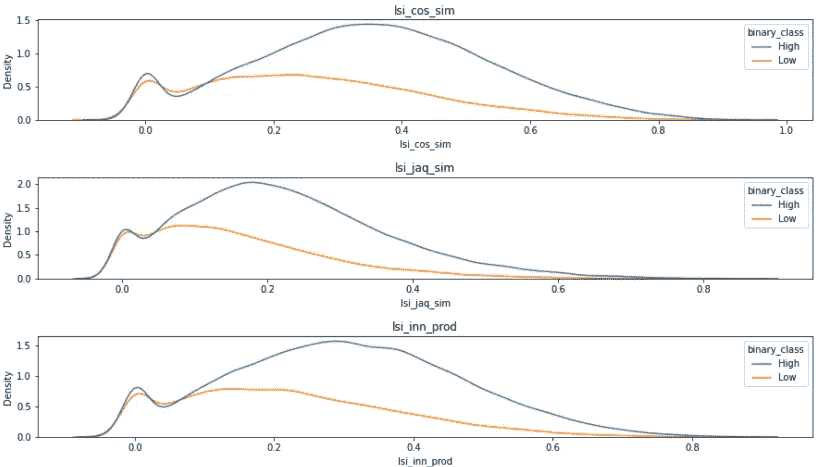 lsi_cos_sim
1.5
1.0
0.5
0.0
Density
binary_class
High
Low
0.0 0.2 0.4 0.6 0.8 1.0
lsi_cos_sim
lsi_jaq_sim
2.0
1.5
1.0
0.5
0.0
Density
binary_class
High
Low
0.0 0.2 0.4 0.6 0.8
lsi_jaq_sim
lsi_inn_prod
1.5
1.0
0.5
0.0
Density
binary_class
High
Low
0.0 0.2 0.4 0.6 0.8
lsi_inn_prod